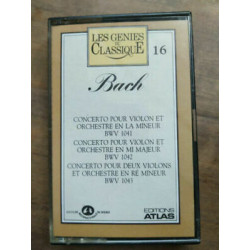 LES GENIES
DU
CLASSIQUE
16
Bach
CONCERTO POUR VIOLON ET
ORCHESTRE EN LA MINEUR
BWV 1041
CONCERTO POUR VIOLON ET
ORCHESTRE EN MI MAJEUR
BWV 1042
CONCERTO POUR DEUX VIOLONS
ET ORCHESTRE EN RE MINEUR
BWV 1043
EDITIONS
ATLAS